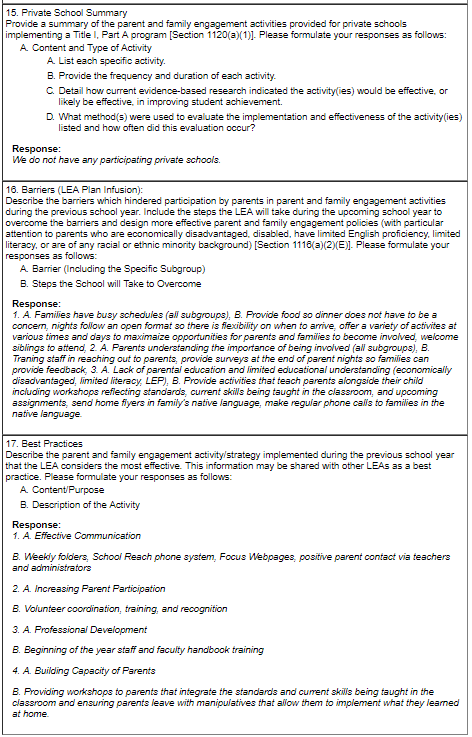 15. Private School Summary
Provide a summary of the parent and family engagement activities provided for private schools
implementing a Title I, Part A program [Section 1120(a)(1)]. Please formulate your responses as follows:
A. Content and Type of Activity
A. List each specific activity.
B. Provide the frequency and duration of each activity.
C. Detail how current evidence-based research indicated the activity(ies) would be effective, or
likely be effective, in improving student achievement.
D. What method(s) were used to evaluate the implementation and effectiveness of the activity(ies)
listed and how often did this evaluation occur?
Response:
We do not have any participating private schools.
16. Barriers (LEA Plan Infusion):
Describe the barriers which hindered participation by parents in parent and family engagement activities
during the previous school year. Include the steps the LEA will take during the upcoming school year to
overcome the barriers and design more effective parent and family engagement policies (with particular
attention to parents who are economically disadvantaged, disabled, have limited English proficiency, limited
literacy, or are of any racial or ethnic minority background) [Section 1116(a)(2)(E)]. Please formulate your
responses as follows:
A. Barrier (Including the Specific Subgroup)
B. Steps the School will Take to Overcome
Response:
1. A. Families have busy schedules (all subgroups), B. Provide food so dinner does not have to be a
concern, nights follow an open format so there is flexibility on when to arrive, offer a variety of activites at
various times and days to maximaize opportunities for parents and families to become involved, welcome
siblings to attend, 2. A. Parents understanding the importance of being involved (all subgroups), B.
Traning staff in reaching out to parents, provide surveys at the end of parent nights so families can
provide feedback, 3. A. Lack of parental education and limited educational understanding (economically
disadvantaged, limited literacy, LEP), B. Provide activities that teach parents alongside their child
including workshops reflecting standards, current skills being taught in the classroom, and upcoming
assignments, send home flyers in family's native language, make regular phone calls to families in the
native language.
17. Best Practices
Describe the parent and family engagement activity/strategy implemented during the previous school year
that the LEA considers the most effective. This information may be shared with other LEAs as a best
practice. Please formulate your responses as follows:
A. Content/Purpose
B. Description of the Activity
Response:
1. A. Effective Communication
B. Weekly folders, School Reach phone system, Focus Webpages, positive parent contact via teachers
and administrators
2. A. Increasing Parent Participation
B. Volunteer coordination, training, and recognition
3. A. Professional Development
B. Beginning of the year staff and faculty handbook training
4. A. Building Capacity of Parents
B. Providing workshops to parents that integrate the standards and current skills being taught in the
classroom and ensuring parents leave with manipulatives that allow them to implement what they learned
at home.